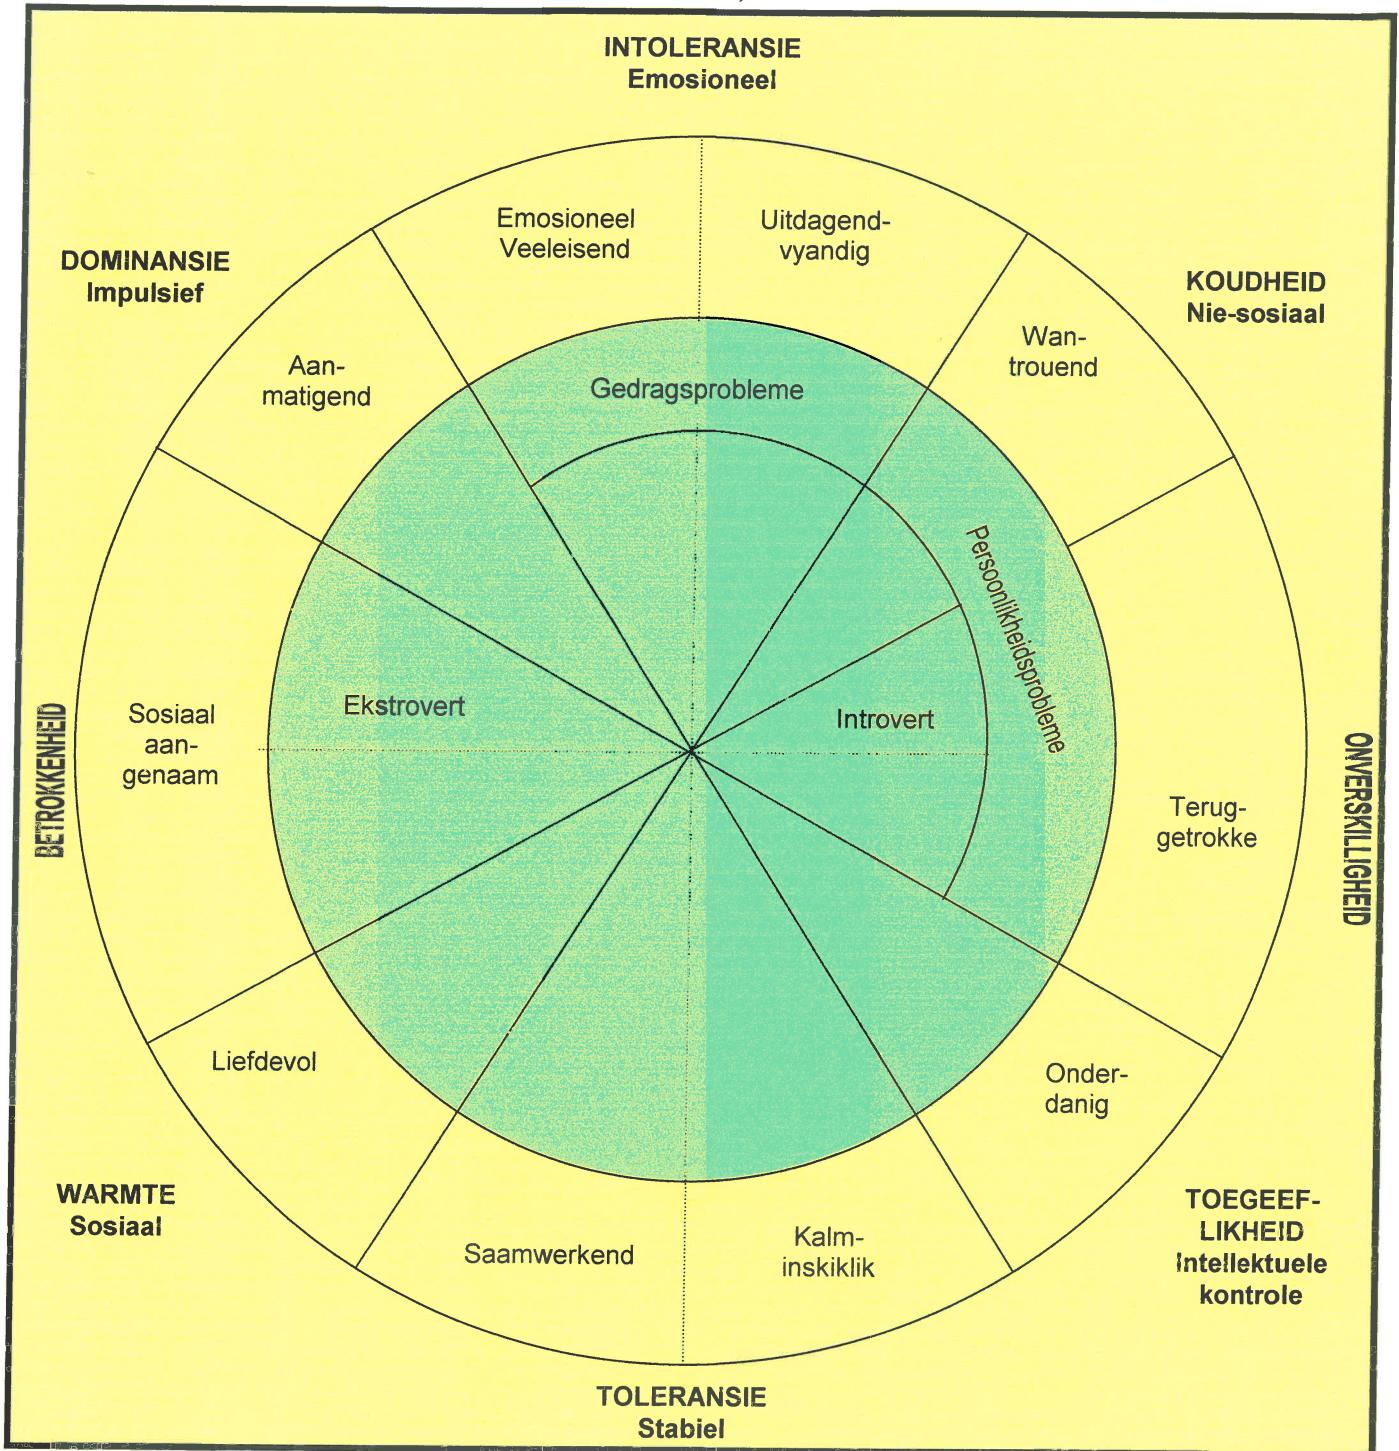 INTOLERANSIE
Emosioneel
DOMINANSIE
Impulsief
KOUDHEID
Nie-sosiaal
Emosioneel
Veeleisend
Uitdagend-
vyandig
Aan-
matigend
Wan-
trouend
Gedragsprobleme
Persoonlikheidsprobleme
Ekstrovert
Introvert
BETROKKENHEID
Sosiaal
aan-
genaam
Terug-
getrokke
ONVERSKILLIGHEID
Liefdevol
Onder-
danig
WARMTE
Sosiaal
Saamwerkend
Kalm-
inskiklik
TOEGEEF-
LIKHEID
Intellektuele
kontrole
TOLERANSIE
Stabiel